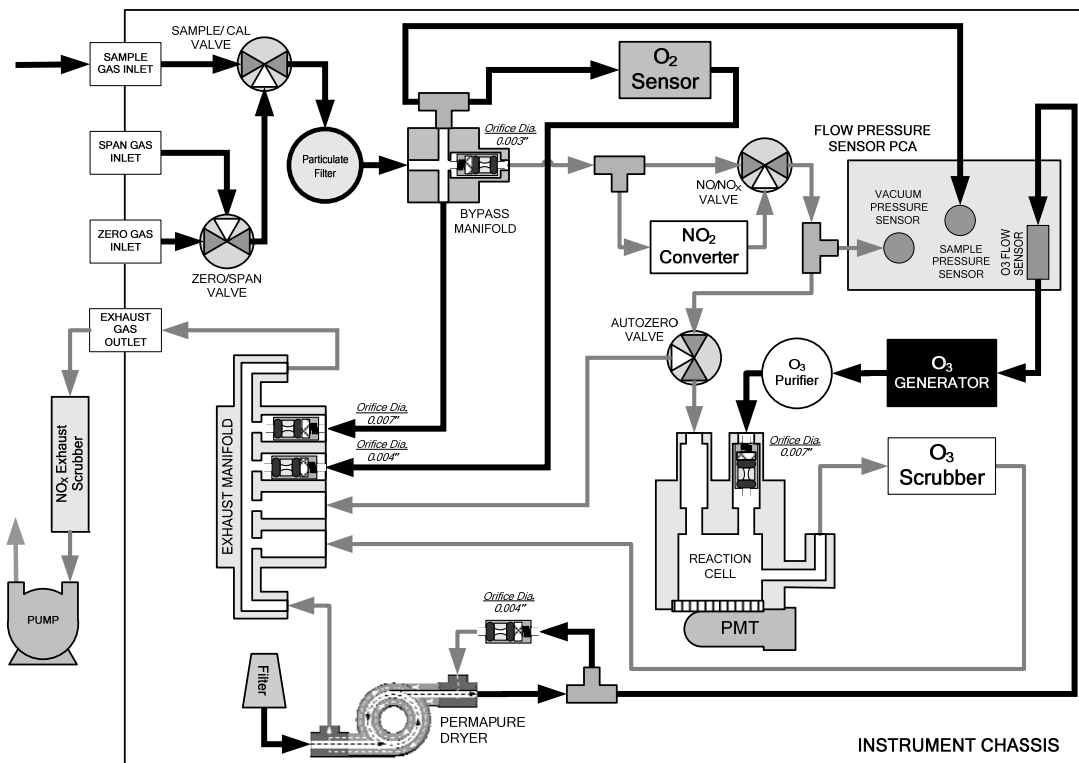 SAMPLE/ CAL
VALVE
SAMPLE
GAS INLET
O2
Sensor
Orifice Dia.
0.003"
FLOW PRESSURE
SENSOR PCA
SPAN GAS
INLET
Particulate
Filter
NO/NOX
VALVE
VACUUM
PRESSURE
SENSOR
BYPASS
MANIFOLD
ZERO GAS
INLET
NO2
Converter
SAMPLE
PRESSURE
SENSOR
O3 FLOW
SENSOR
ZERO/SPAN
VALVE
EXHAUST
GAS
OUTLET
AUTOZERO
VALVE
O3
Purifier
O3
GENERATOR
Orifice Dia.
0.007"
Orifice Dia.
0.004"
Orifice Dia.
0.007"
NOX Exhaust
Scrubber
EXHAUST MANIFOLD
O3
Scrubber
REACTION
CELL
PUMP
Orifice Dia.
0.004"
PMT
Filter
PERMAPURE
DRYER
INSTRUMENT CHASSIS